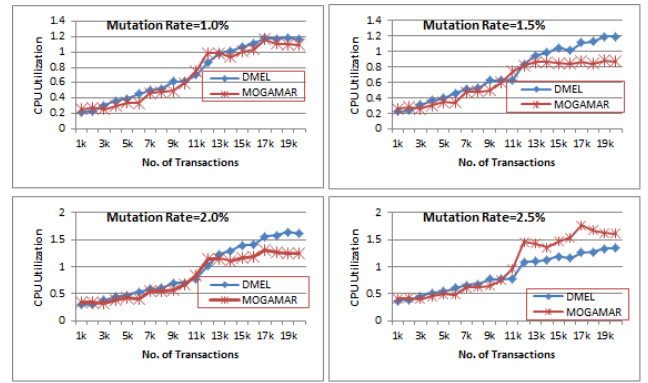 Mutation Rate=1.0%
CPU Utilization
1.4
1.2
1
0.8
0.6
0.4
0.2
0
DMEL
MOGAMAR
1k 3k 5k 7k 9k 11k 13k 15k 17k 19k
No. of Transactions
Mutation Rate=1.5%
CPU Utilization
1.4
1.2
1
0.8
0.6
0.4
0.2
0
DMEL
MOGAMAR
1k 3k 5k 7k 9k 11k 13k 15k 17k 19k
No. of Transactions
Mutation Rate=2.0%
CPU Utilization
2
1.5
1
0.5
0
DMEL
MOGAMAR
1k 3k 5k 7k 9k 11k 13k 15k 17k 19k
No. of Transactions
Mutation Rate=2.5%
CPU Utilization
2
1.5
1
0.5
0
DMEL
MOGAMAR
1k 3k 5k 7k 9k 11k 13k 15k 17k 19k
No. of Transactions